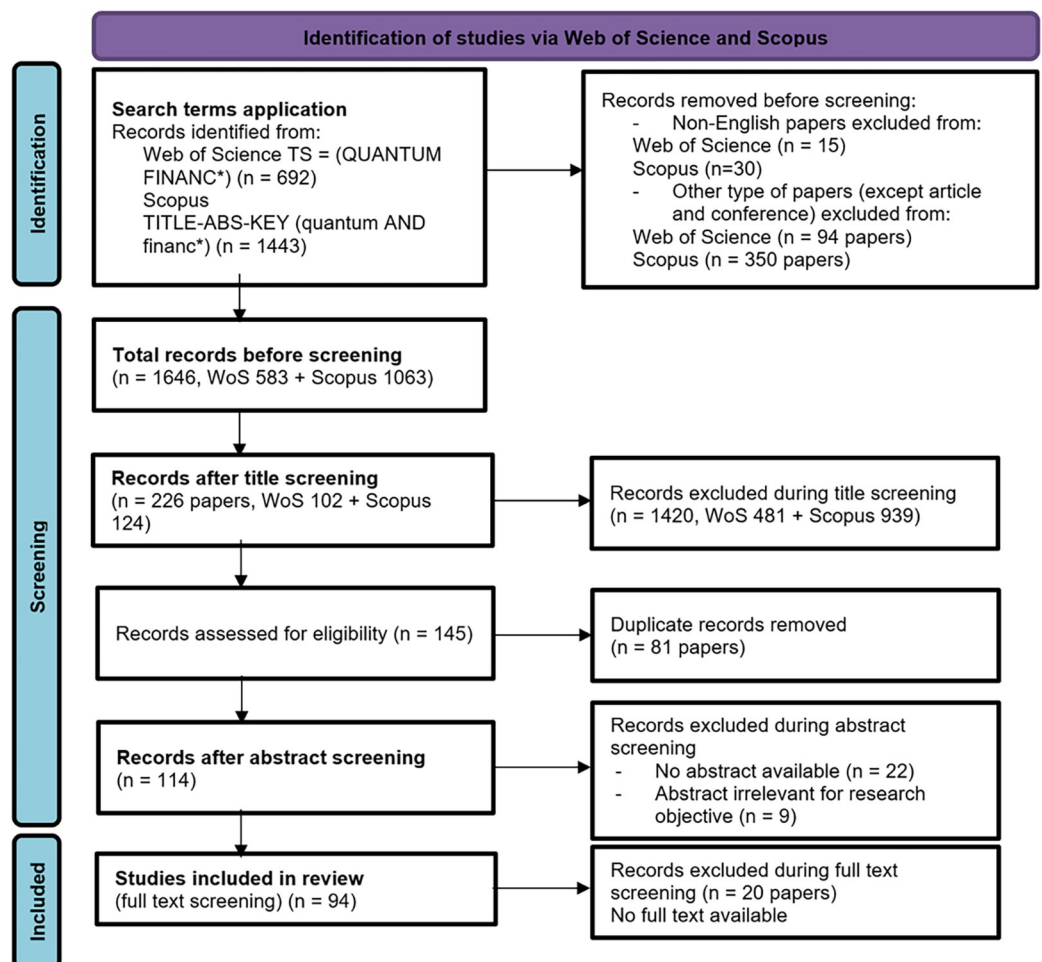 Identification of studies via Web of Science and Scopus
Identification
Search terms application
Records identified from:
Web of Science TS = (QUANTUM
FINANC*) (n = 692)
Scopus
TITLE-ABS-KEY (quantum AND
financ*) (n = 1443)
Records removed before screening:
- Non-English papers excluded from:
Web of Science (n = 15)
Scopus (n=30)
- Other type of papers (except article
and conference) excluded from:
Web of Science (n = 94 papers)
Scopus (n = 350 papers)
Screening
Total records before screening
(n = 1646, WoS 583 + Scopus 1063)
Records after title screening
(n = 226 papers, WoS 102 + Scopus
124)
Records excluded during title screening
(n = 1420, WoS 481 + Scopus 939)
Records assessed for eligibility (n = 145)
Duplicate records removed
(n = 81 papers)
Records after abstract screening
(n = 114)
Records excluded during abstract
screening
- No abstract available (n = 22)
- Abstract irrelevant for research
objective (n = 9)
Included
Studies included in review
(full text screening) (n = 94)
Records excluded during full text
screening (n = 20 papers)
No full text available